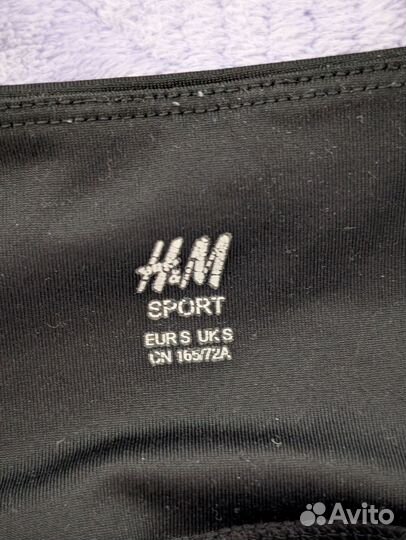 H&M
SPORT
EUR S UK S
CN 165/72A
Avito